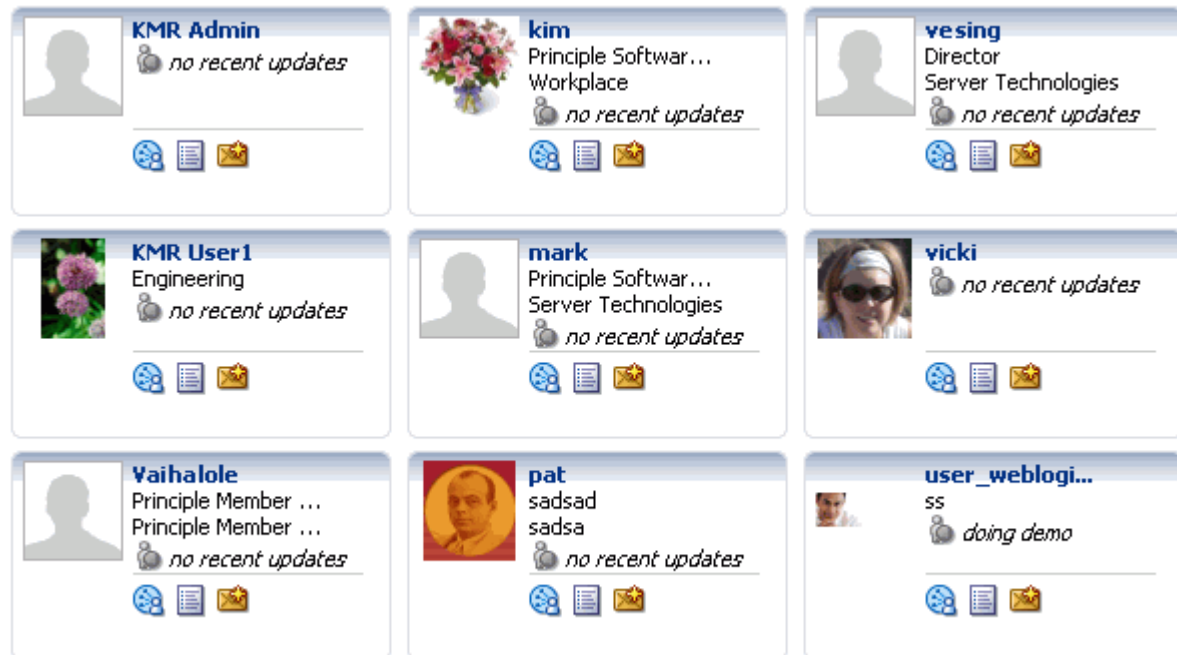 KMR Admin
no recent updates
kim
Principle Softwar...
Workplace
no recent updates
vesing
Director
Server Technologies
no recent updates
KMR User1
Engineering
no recent updates
mark
Principle Softwar...
Server Technologies
no recent updates
vicki
no recent updates
Vaihalole
Principle Member ...
Principle Member ...
no recent updates
pat
sadsad
sadsa
no recent updates
user_weblogi...
ss
doing demo